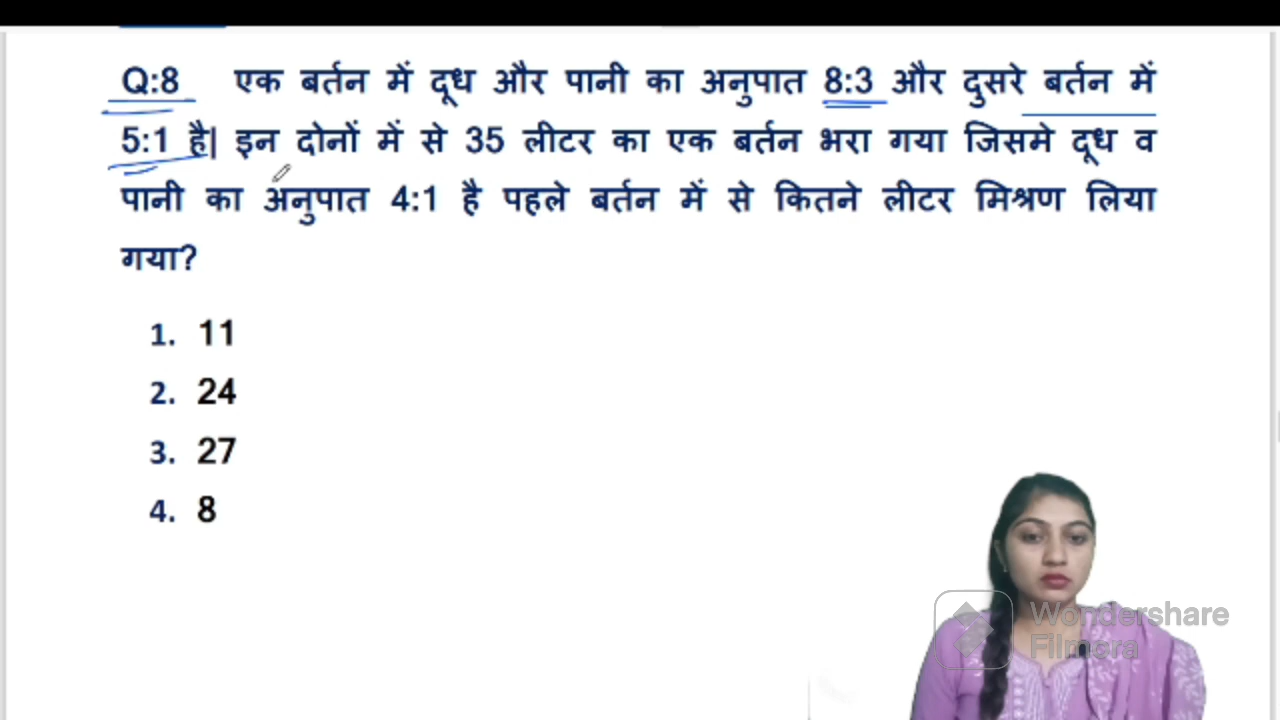 Q:8 एक बर्तन में दूध और पानी का अनुपात 8:3 और दुसरे बर्तन में
5:1 है| इन दोनों में से 35 लीटर का एक बर्तन भरा गया जिसमे दूध व
पानी का अनुपात 4:1 है पहले बर्तन में से कितने लीटर मिश्रण लिया
गया?
1. 11
2. 24
3. 27
4. 8
Wondershare
Filmora